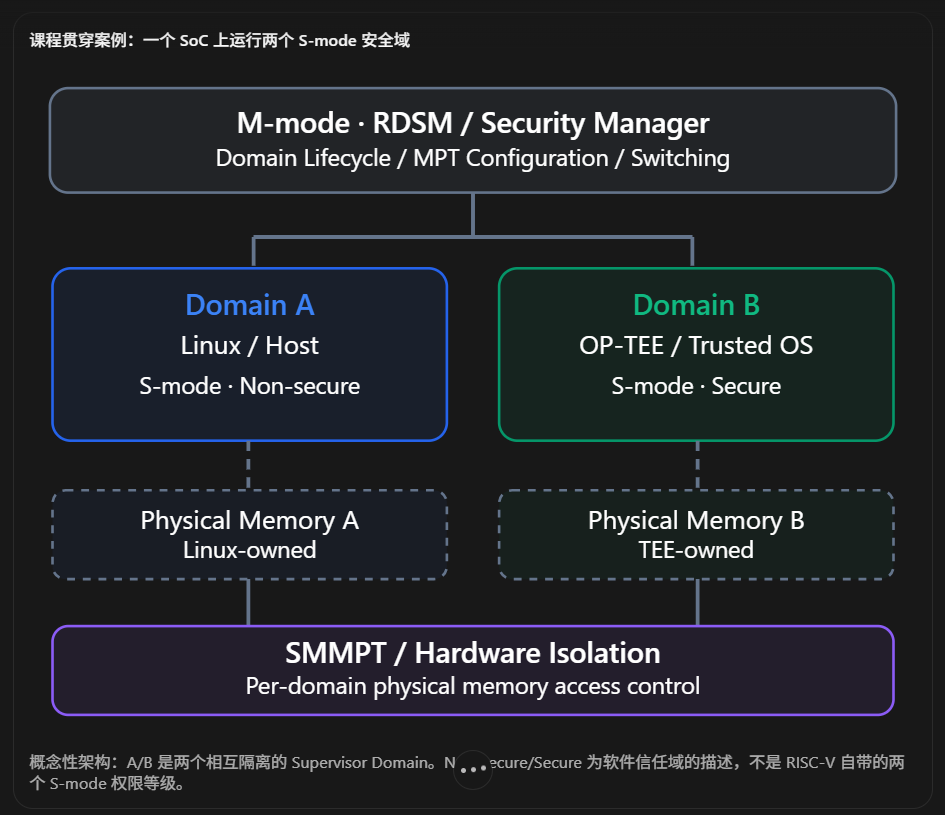 课程贯穿案例：一个 SoC 上运行两个 S-mode 安全域
M-mode · RDSM / Security Manager
Domain Lifecycle / MPT Configuration / Switching
Domain A
Linux / Host
S-mode · Non-secure
Domain B
OP-TEE / Trusted OS
S-mode · Secure
Physical Memory A
Linux-owned
Physical Memory B
TEE-owned
SMMPT / Hardware Isolation
Per-domain physical memory access control
概念性架构：A/B 是两个相互隔离的 Supervisor Domain。 /Secure 为软件信任域的描述，不是 RISC-V 自带的两
个 S-mode 权限等级。